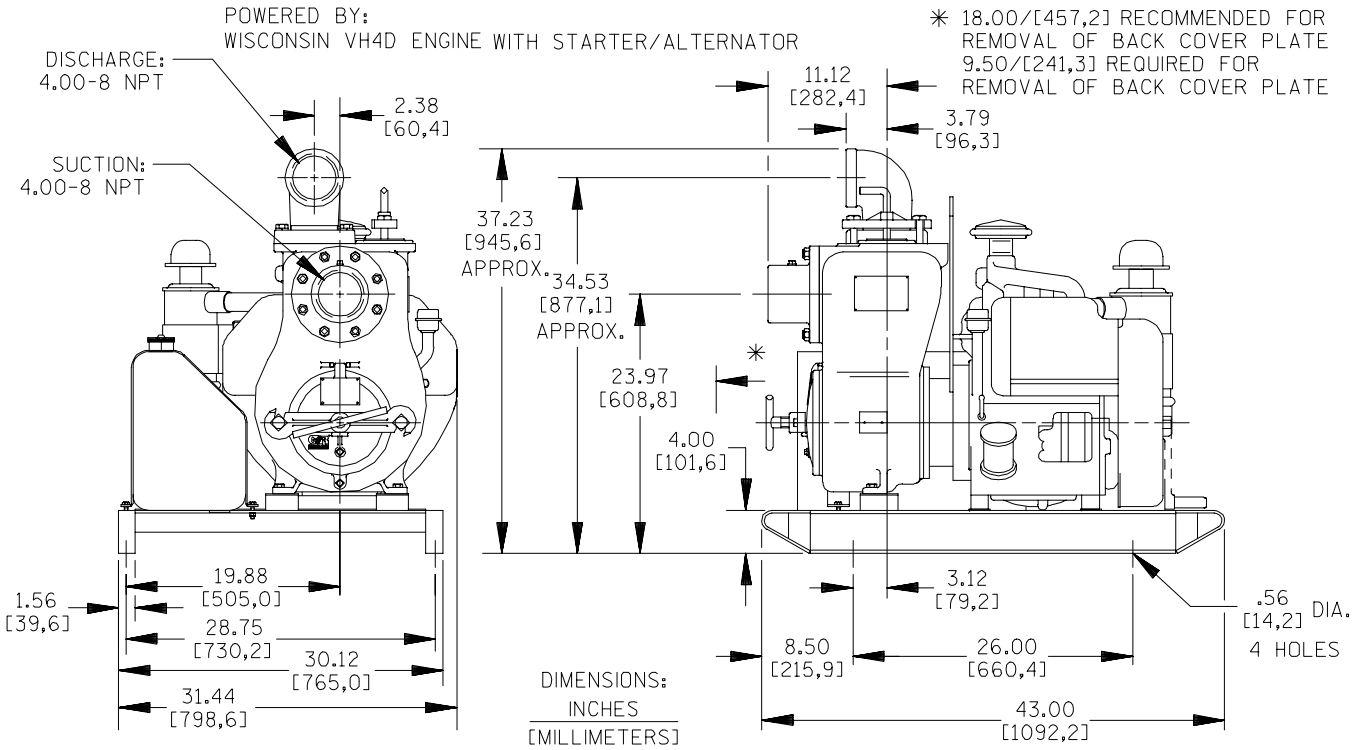 POWERED BY:
WISCONSIN VH4D ENGINE WITH STARTER/ALTERNATOR
* 18.00/[457,2] RECOMMENDED FOR
REMOVAL OF BACK COVER PLATE
9.50/[241,3] REQUIRED FOR
REMOVAL OF BACK COVER PLATE
DISCHARGE:
4.00-8 NPT
2.38
[60,4]
SUCTION:
4.00-8 NPT
11.12
[282,4]
3.79
[96,3]
37.23
[945,6]
APPROX.
34.53
[877,1]
APPROX.
*
23.97
[608,8]
4.00
[101,6]
19.88
[505,0]
1.56
[39,6]
28.75
[730,2]
30.12
[765,0]
31.44
[798,6]
3.12
[79,2]
.56
[14,2] DIA.
4 HOLES
8.50
[215,9]
26.00
[660,4]
43.00
[1092,2]
DIMENSIONS:
INCHES
[MILLIMETERS]